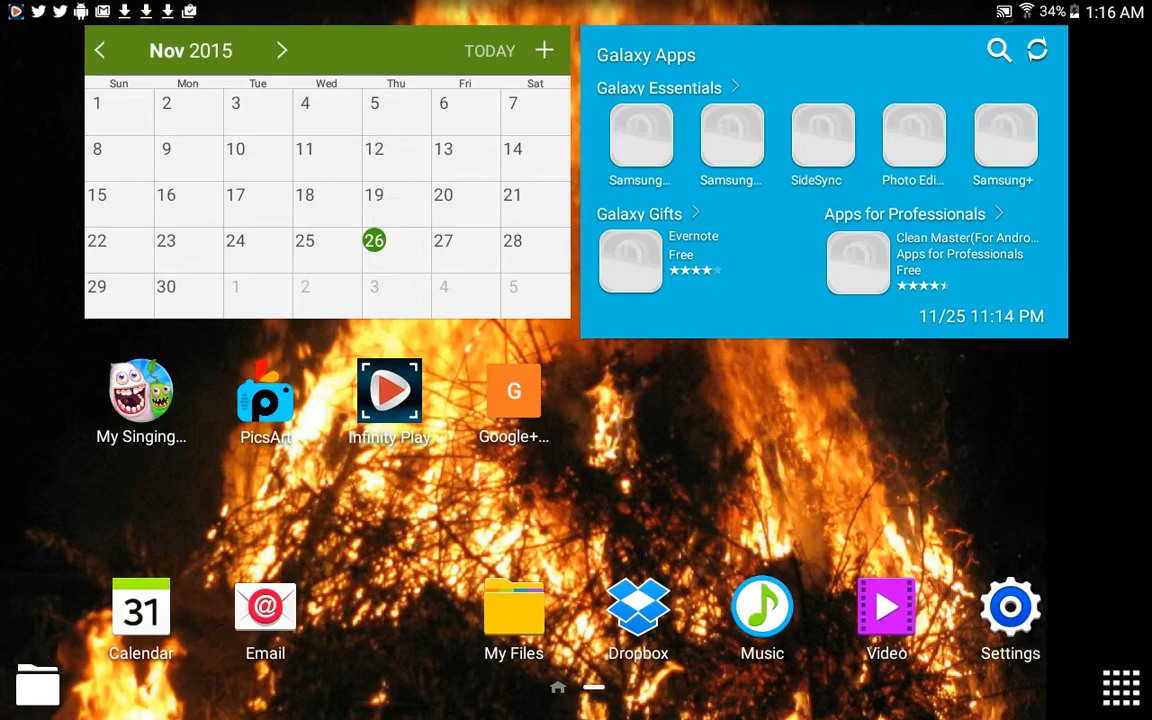 34% 1:16 AM
Nov 2015 TODAY
Sun Mon Tue Wed Thu Fri Sat
1 2 3 4 5 6 7
8 9 10 11 12 13 14
15 16 17 18 19 20 21
22 23 24 25 26 27 28
29 30 1 2 3 4 5
Galaxy Apps
Galaxy Essentials
Samsung... Samsung... SideSync Photo Edi... Samsung+
Galaxy Gifts
Evernote
Free
Apps for Professionals
Clean Master(For Andro...
Apps for Professionals
Free
11/25 11:14 PM
p
G
My Singing... PicsArt Infinity Play Google+...
31
@
Calendar Email My Files Dropbox Music Video Settings